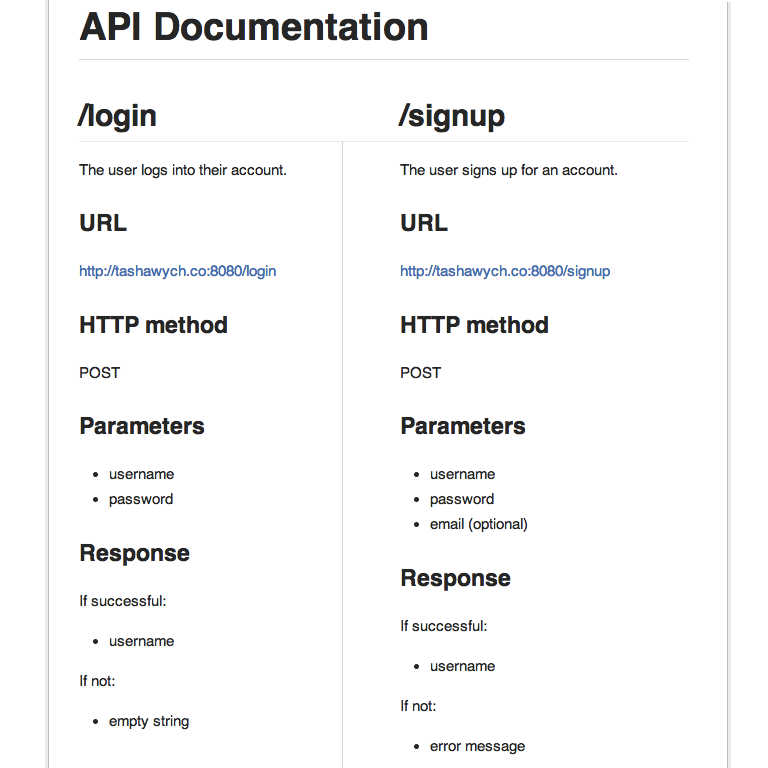 API Documentation
/login
The user logs into their account.
URL
http://tashawych.co:8080/login
HTTP method
POST
Parameters
• username
• password
Response
If successful:
• username
If not:
• empty string
/signup
The user signs up for an account.
URL
http://tashawych.co:8080/signup
HTTP method
POST
Parameters
• username
• password
• email (optional)
Response
If successful:
• username
If not:
• error message